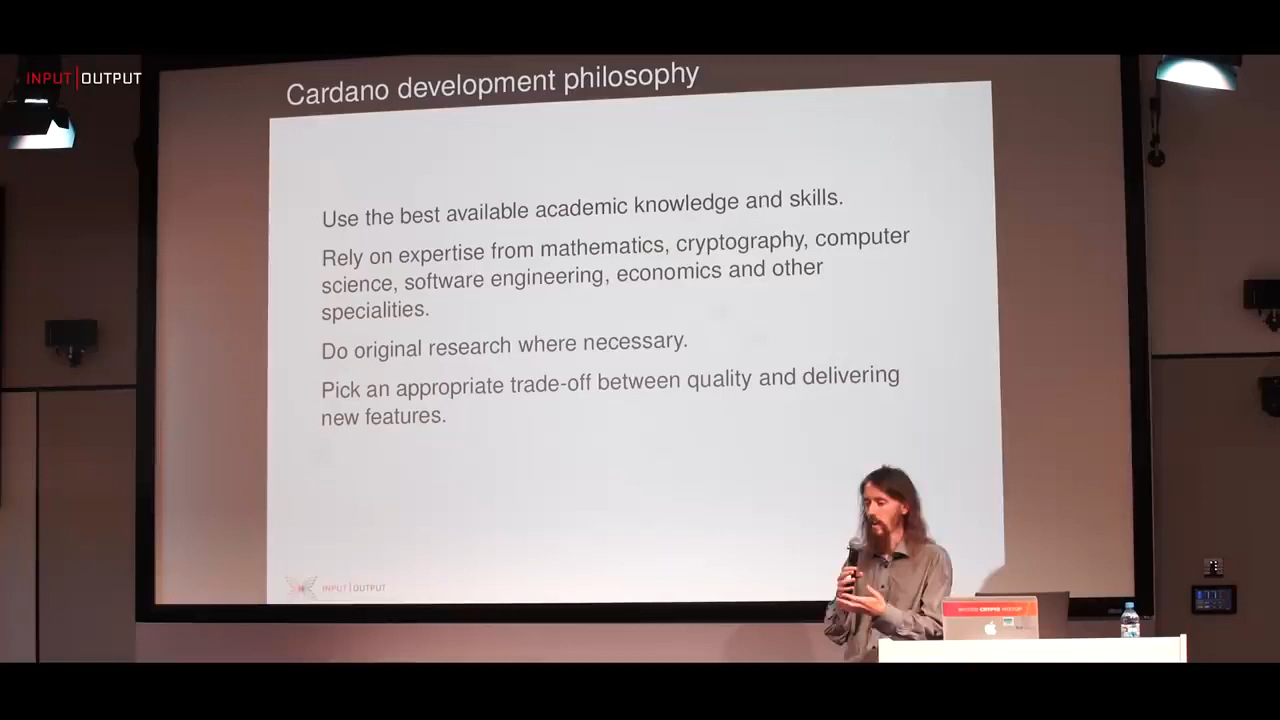 INPUT|OUTPUT
Cardano development philosophy
Use the best available academic knowledge and skills.
Rely on expertise from mathematics, cryptography, computer
science, software engineering, economics and other
specialities.
Do original research where necessary.
Pick an appropriate trade-off between quality and delivering
new features.
INPUT|OUTPUT
CRYPTO